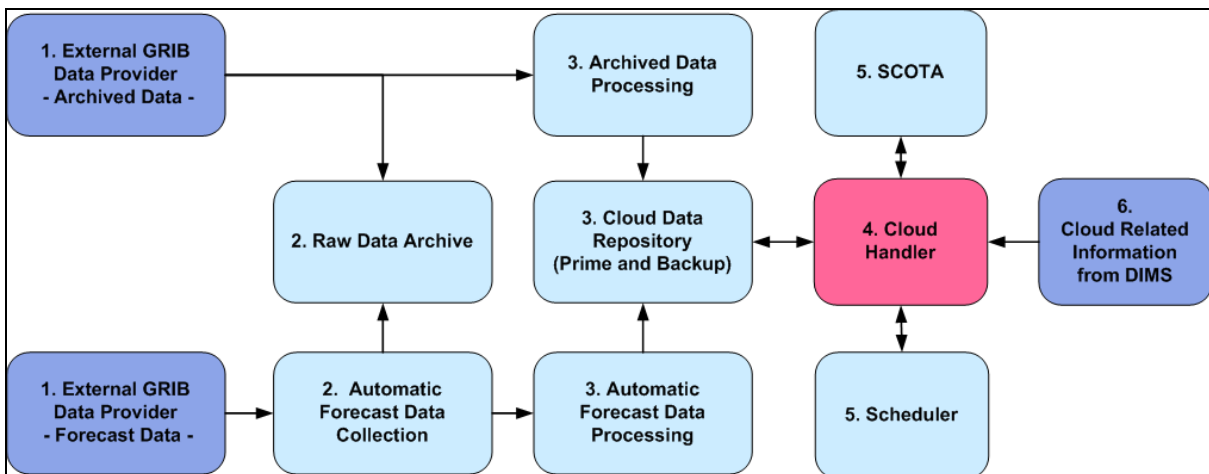 1. External GRIB
Data Provider
- Archived Data -
3. Archived Data
Processing
5. SCOTA
2. Raw Data Archive
3. Cloud Data
Repository
(Prime and Backup)
4. Cloud
Handler
6.
Cloud Related
Information
from DIMS
1. External GRIB
Data Provider
- Forecast Data -
2. Automatic
Forecast Data
Collection
3. Automatic
Forecast Data
Processing
5. Scheduler